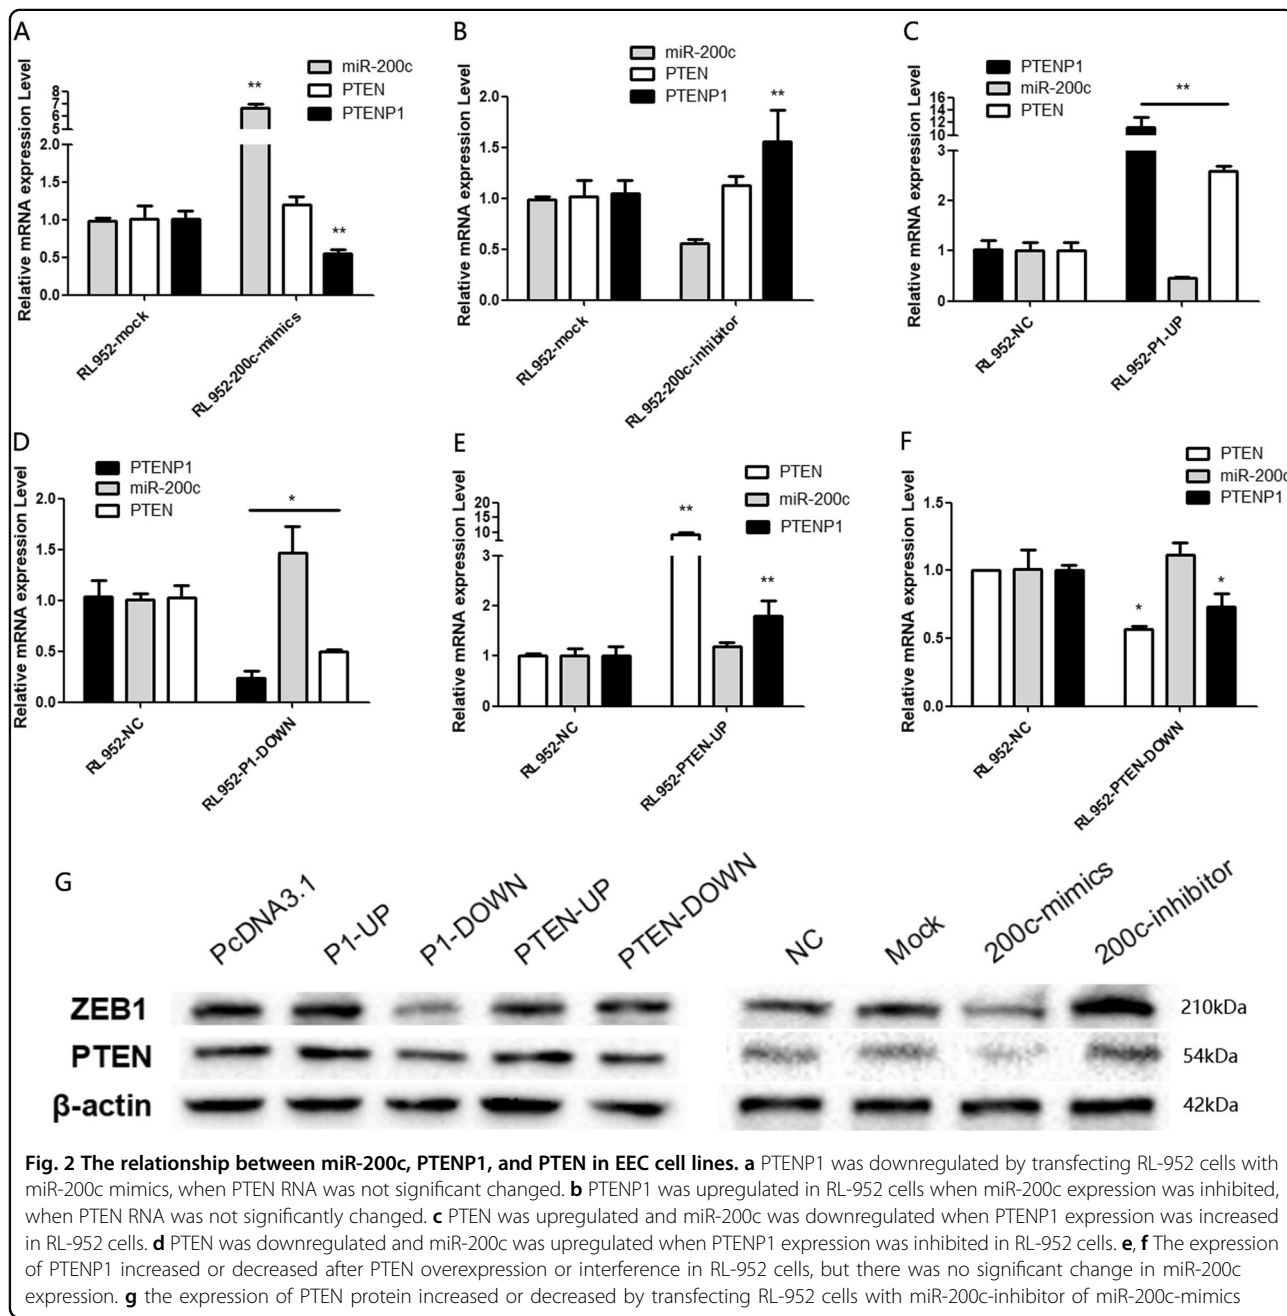 A
miR-200c
PTEN
PTENP1
Relative mRNA expression Level
8
7
6
5
2.0
1.5
1.0
0.5
0.0
**
**
RL952-mock
RL952-200c-mimics
B
miR-200c
PTEN
PTENP1
Relative mRNA expression Level
2.0
1.5
1.0
0.5
0.0
**
RL952-mock
RL952-200c-inhibitor
C
PTENP1
miR-200c
PTEN
Relative mRNA expression Level
16
14
12
10
3
2
1
0
**
RL952-NC
RL952-P1-UP
D
PTENP1
miR-200c
PTEN
Relative mRNA expression Level
2.0
1.5
1.0
0.5
0.0
*
RL952-NC
RL952-P1-DOWN
E
PTEN
miR-200c
PTENP1
Relative mRNA expression Level
20
15
10
5
3
2
1
0
**
**
RL952-NC
RL952-PTEN-UP
F
PTEN
miR-200c
PTENP1
Relative mRNA expression Level
1.5
1.0
0.5
0.0
*
*
RL952-NC
RL952-PTEN-DOWN
G
PcDNA3.1 P1-UP P1-DOWN PTEN-UP PTEN-DOWN NC Mock 200c-mimics 200c-inhibitor
ZEB1 210kDa
PTEN 54kDa
β-actin 42kDa
Fig. 2 The relationship between miR-200c, PTENP1, and PTEN in EEC cell lines. a PTENP1 was downregulated by transfecting RL-952 cells with
miR-200c mimics, when PTEN RNA was not significant changed. b PTENP1 was upregulated in RL-952 cells when miR-200c expression was inhibited,
when PTEN RNA was not significantly changed. c PTEN was upregulated and miR-200c was downregulated when PTENP1 expression was increased
in RL-952 cells. d PTEN was downregulated and miR-200c was upregulated when PTENP1 expression was inhibited in RL-952 cells. e, f The expression
of PTENP1 increased or decreased after PTEN overexpression or interference in RL-952 cells, but there was no significant change in miR-200c
expression. g the expression of PTEN protein increased or decreased by transfecting RL-952 cells with miR-200c-inhibitor of miR-200c-mimics